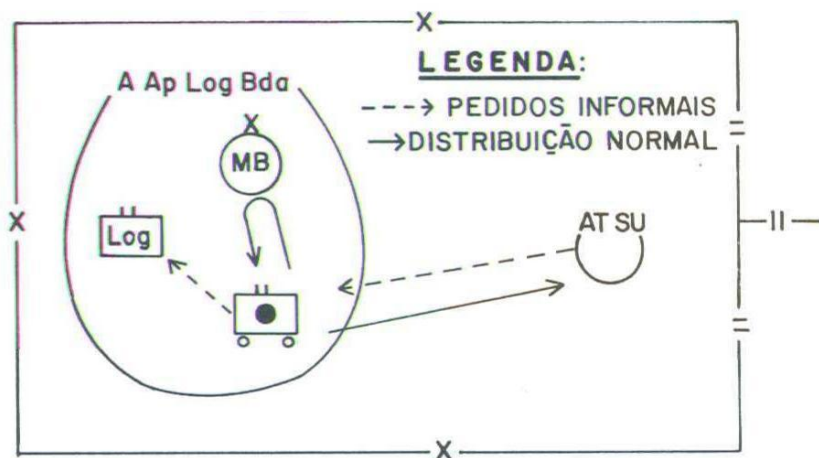 X
LEGENDA:
A Ap Log Bda
PEDIDOS INFORMAIS
X
DISTRIBUIÇÃO NORMAL
MB
X
AT SU
Log
X